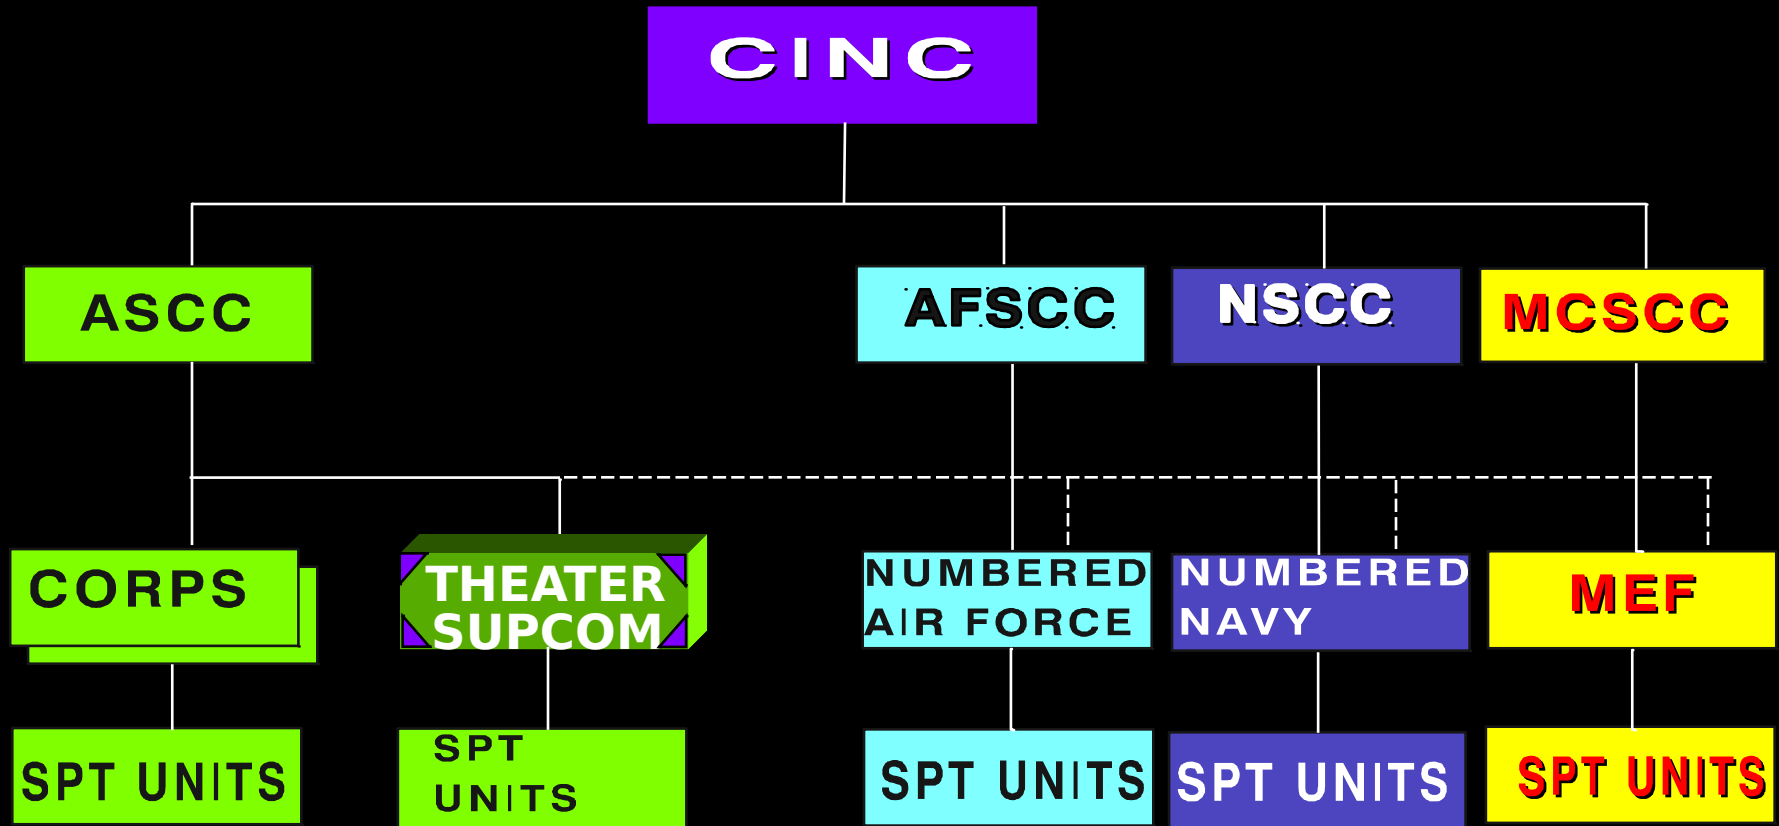 CINC
ASCC
AFSCC
NSCC
MCSCC
CORPS
THEATER
SUPCOM
NUMBERED
AIR FORCE
NUMBERED
NAVY
MEF
SPT UNITS
SPT
UNITS
SPT UNITS
SPT UNITS
SPT UNITS